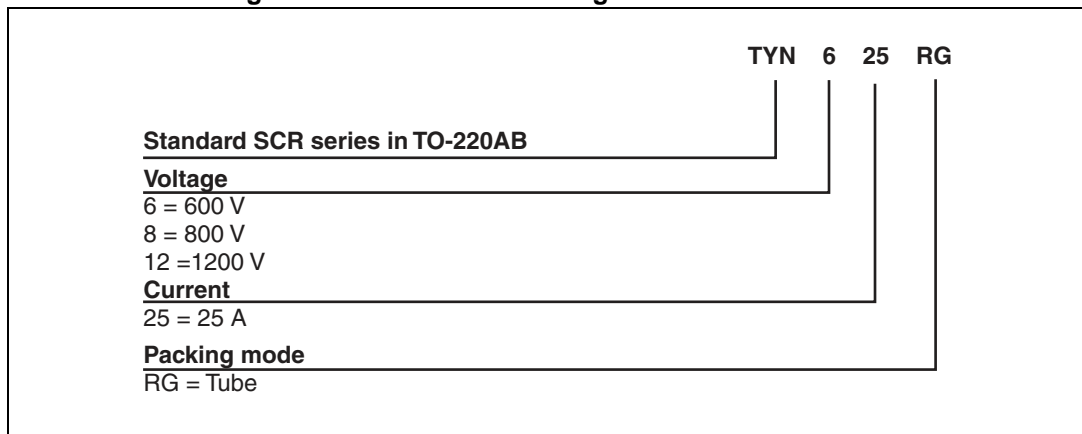 TYN 6 25 RG
Standard SCR series in TO-220AB
Voltage
6 = 600 V
8 = 800 V
12 =1200 V
Current
25 = 25 A
Packing mode
RG = Tube